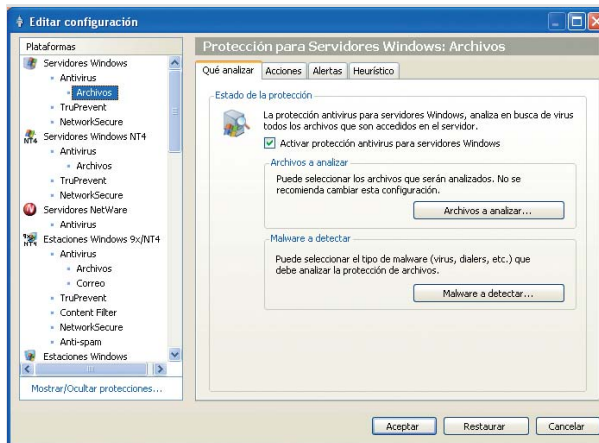 Editar configuración
Plataformas
Servidores Windows
Antivirus
Archivos
TruPrevent
NetworkSecure
NT4
Servidores Windows NT4
Antivirus
Archivos
TruPrevent
NetworkSecure
Servidores NetWare
Antivirus
Estaciones Windows 9x/NT4
Antivirus
Archivos
Correo
TruPrevent
Content Filter
NetworkSecure
Anti-spam
Estaciones Windows
Mostrar/Ocultar protecciones...
Protección para Servidores Windows: Archivos
Qué analizar Acciones Alertas Heurístico
Estado de la protección
La protección antivirus para servidores Windows, analiza en busca de virus
todos los archivos que son accedidos en el servidor.
Activar protección antivirus para servidores Windows
Archivos a analizar
Puede seleccionar los archivos que serán analizados. No se
recomienda cambiar esta configuración.
Archivos a analizar...
Malware a detectar
Puede seleccionar el tipo de malware (virus, dialers, etc.) que
debe analizar la protección de archivos.
Malware a detectar...
Aceptar Restaurar Cancelar